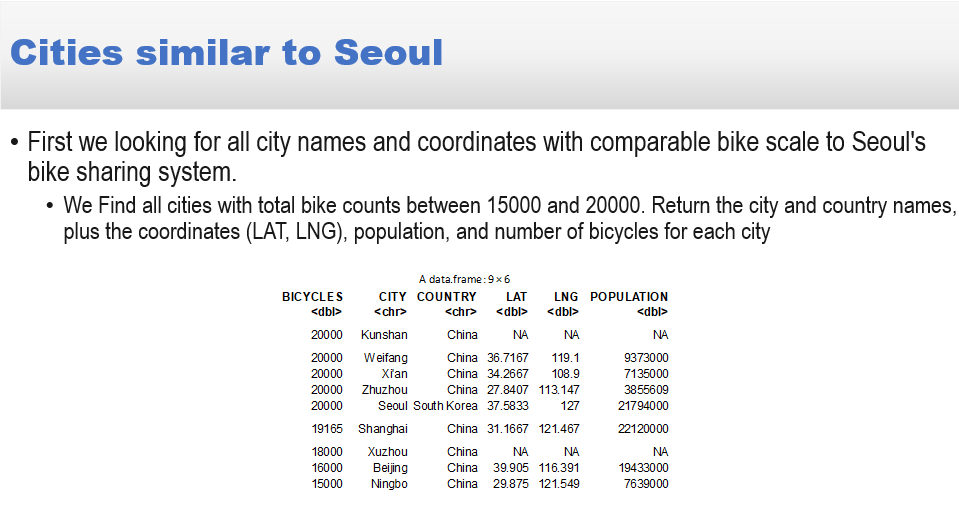 Cities similar to Seoul
• First we looking for all city names and coordinates with comparable bike scale to Seoul's
bike sharing system.
• We Find all cities with total bike counts between 15000 and 20000. Return the city and country names,
plus the coordinates (LAT, LNG), population, and number of bicycles for each city
A data.frame: 9 × 6
BICYCLES CITY COUNTRY LAT LNG POPULATION
<dbl> <chr> <chr> <dbl> <dbl> <dbl>
20000 Kunshan China NA NA NA
20000 Weifang China 36.7167 119.1 9373000
20000 Xi'an China 34.2667 108.9 7135000
20000 Zhuzhou China 27.8407 113.147 3855609
20000 Seoul South Korea 37.5833 127 21794000
19165 Shanghai China 31.1667 121.467 22120000
18000 Xuzhou China NA NA NA
16000 Beijing China 39.905 116.391 19433000
15000 Ningbo China 29.875 121.549 7639000